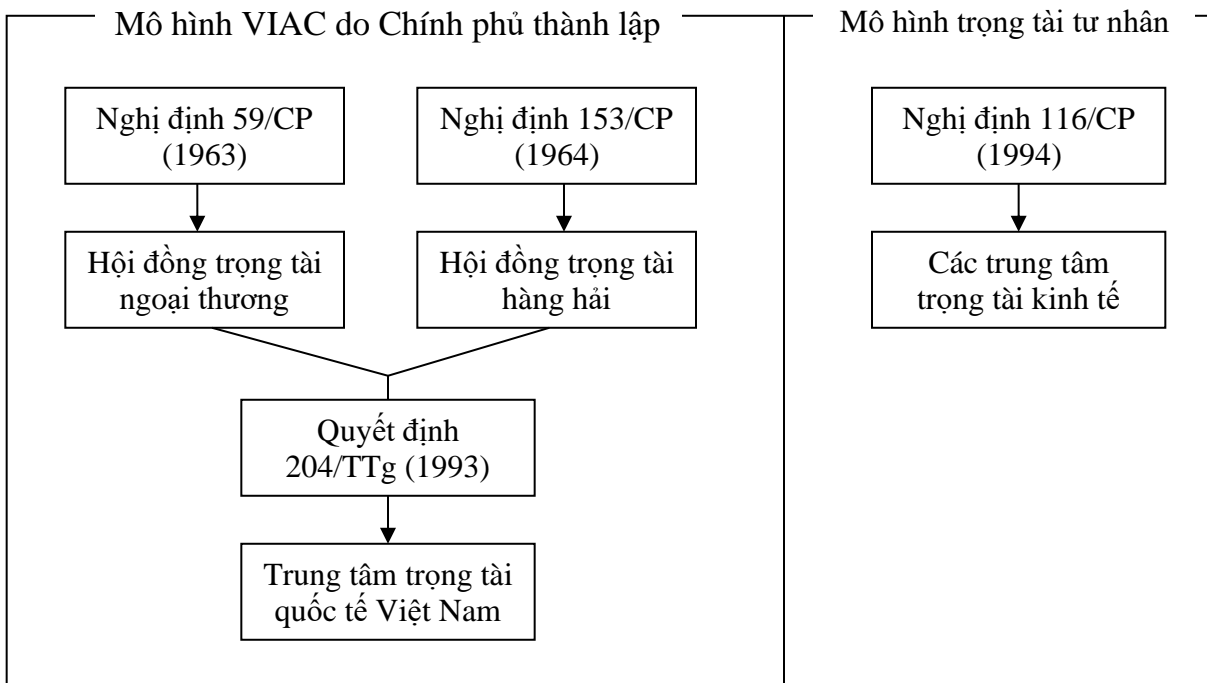 Mô hình VIAC do Chính phủ thành lập
Mô hình trọng tài tư nhân
Nghị định 59/CP
(1963)
Nghị định 153/CP
(1964)
Nghị định 116/CP
(1994)
Hội đồng trọng tài
ngoại thương
Hội đồng trọng tài
hàng hải
Các trung tâm
trọng tài kinh tế
Quyết định
204/TTg (1993)
Trung tâm trọng tài
quốc tế Việt Nam